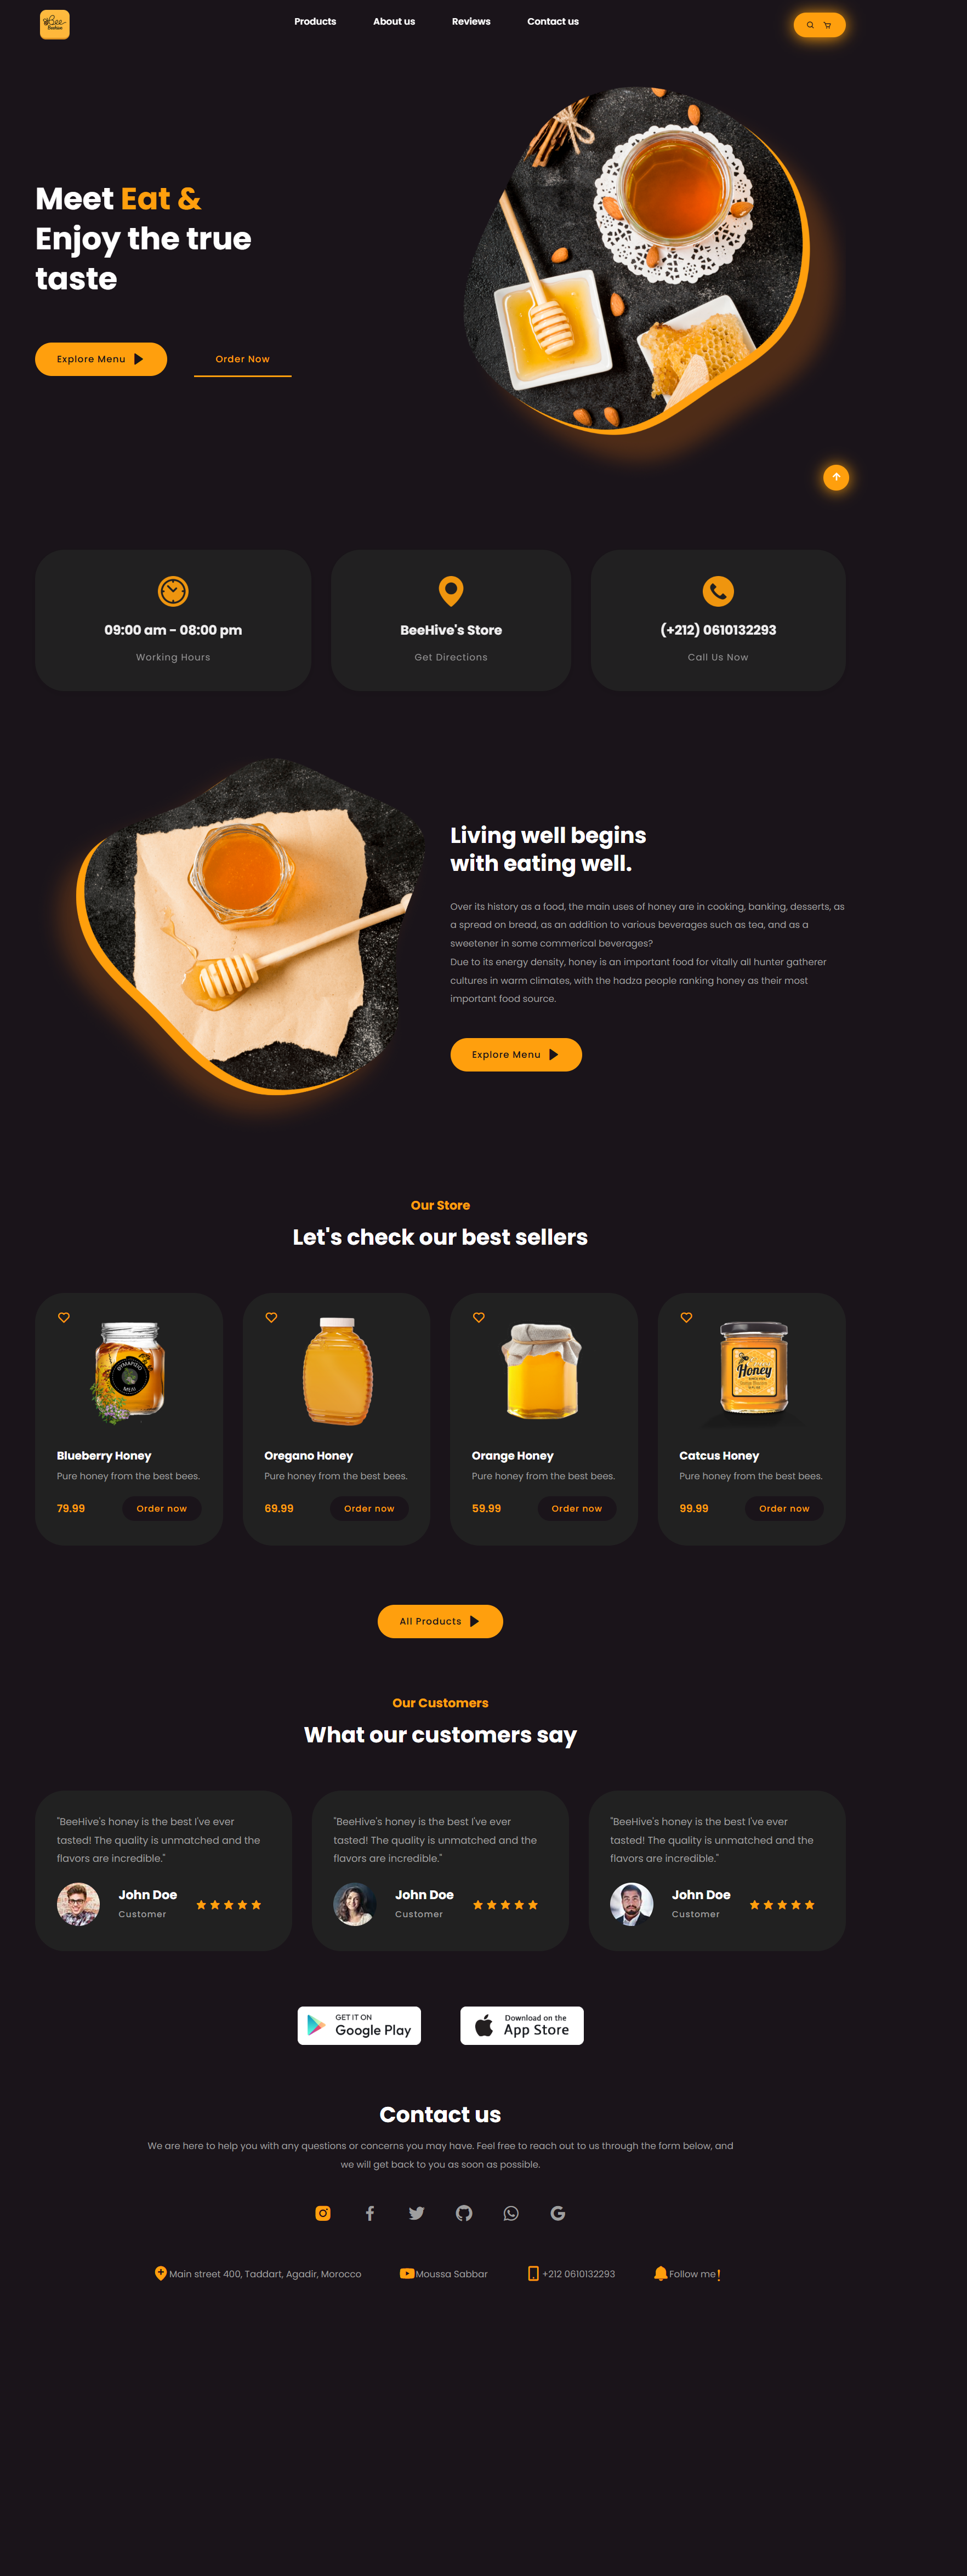 Bee
Beehive
Products
About us
Reviews
Contact us
Meet Eat &
Enjoy the true
taste
Explore Menu
Order Now
09:00 am - 08:00 pm
Working Hours
BeeHive's Store
Get Directions
(+212) 0610132293
Call Us Now
Living well begins
with eating well.
Over its history as a food, the main uses of honey are in cooking, banking, desserts, as
a spread on bread, as an addition to various beverages such as tea, and as a
sweetener in some commerical beverages?
Due to its energy density, honey is an important food for vitally all hunter gatherer
cultures in warm climates, with the hadza people ranking honey as their most
important food source.
Explore Menu
Our Store
Let's check our best sellers
ΘΥΜΑΡΙΣΙΟ
ΜΕΛΙ
Honey
Blueberry Honey
Pure honey from the best bees.
79.99
Order now
Oregano Honey
Pure honey from the best bees.
69.99
Order now
Orange Honey
Pure honey from the best bees.
59.99
Order now
Catcus Honey
Pure honey from the best bees.
99.99
Order now
All Products
Our Customers
What our customers say
"BeeHive's honey is the best I've ever
tasted! The quality is unmatched and the
flavors are incredible."
John Doe
Customer
"BeeHive's honey is the best I've ever
tasted! The quality is unmatched and the
flavors are incredible."
John Doe
Customer
"BeeHive's honey is the best I've ever
tasted! The quality is unmatched and the
flavors are incredible."
John Doe
Customer
GET IT ON
Google Play
Download on the
App Store
Contact us
We are here to help you with any questions or concerns you may have. Feel free to reach out to us through the form below, and
we will get back to you as soon as possible.
Main street 400, Taddart, Agadir, Morocco
Moussa Sabbar
+212 0610132293
Follow me!